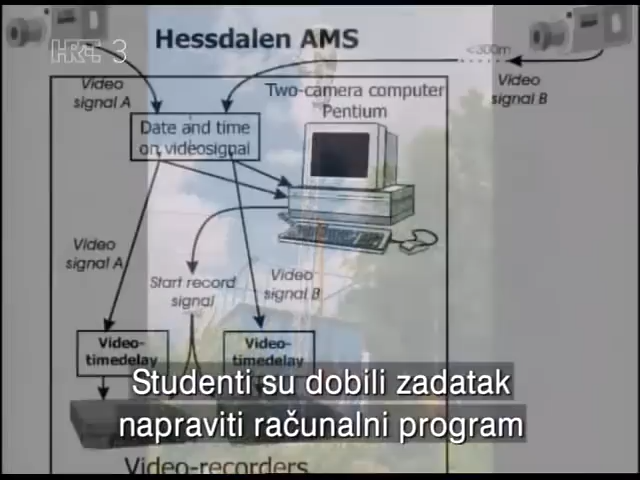 Hessdalen AMS
HRT 3
<300m
Video
signal A
Video
signal B
Two-camera computer
Pentium
Date and time
on videosignal
Video
signal A
Start record
signal
Video
signal B
Video-
timedelay
Video-
timedelay
Studenti su dobili zadatak
napraviti računalni program
Video-recorders